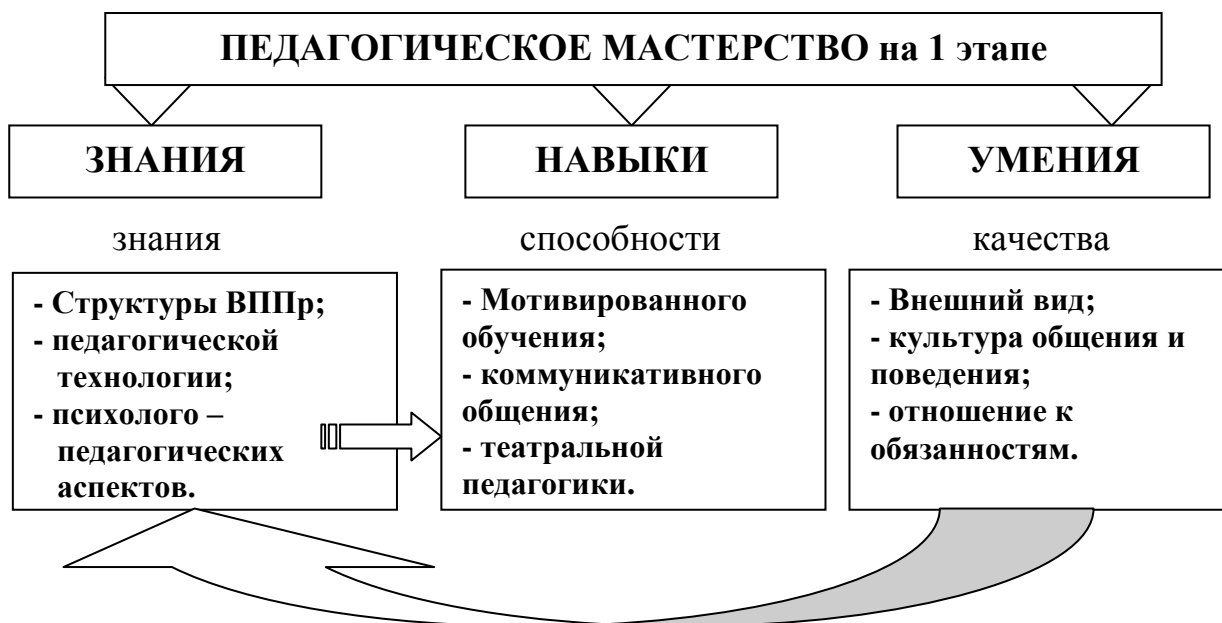 ПЕДАГОГИЧЕСКОЕ МАСТЕРСТВО на 1 этапе
ЗНАНИЯ
НАВЫКИ
УМЕНИЯ
знания
способности
качества
- Структуры ВППр;
- педагогической
технологии;
- психолого –
педагогических
аспектов.
- Мотивированного
обучения;
- коммуникативного
общения;
- театральной
педагогики.
- Внешний вид;
- культура общения и
поведения;
- отношение к
обязанностям.